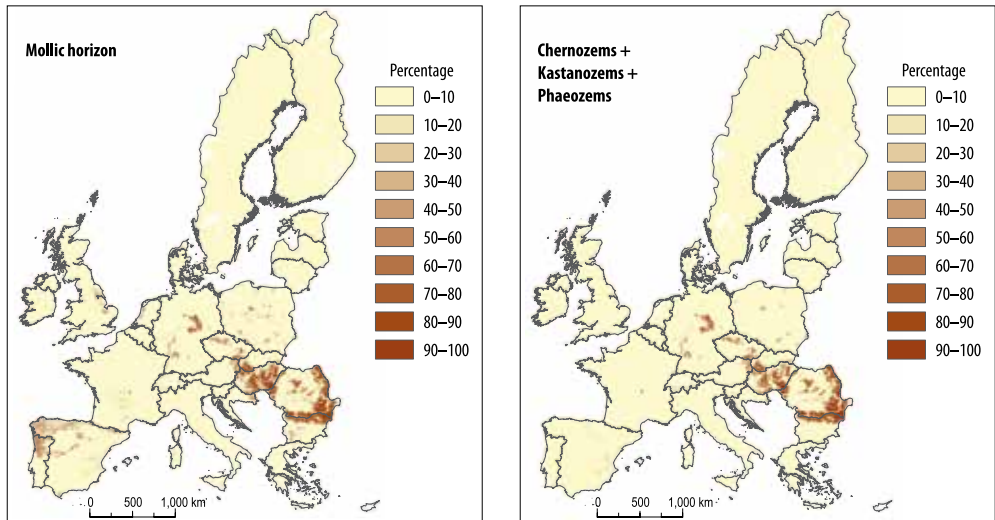 Mollic horizon
Percentage
0–10
10–20
20–30
30–40
40–50
50–60
60–70
70–80
80–90
90–100
0 500 1,000 km
Chernozems +
Kastanozems +
Phaeozems
Percentage
0–10
10–20
20–30
30–40
40–50
50–60
60–70
70–80
80–90
90–100
0 500 1,000 km